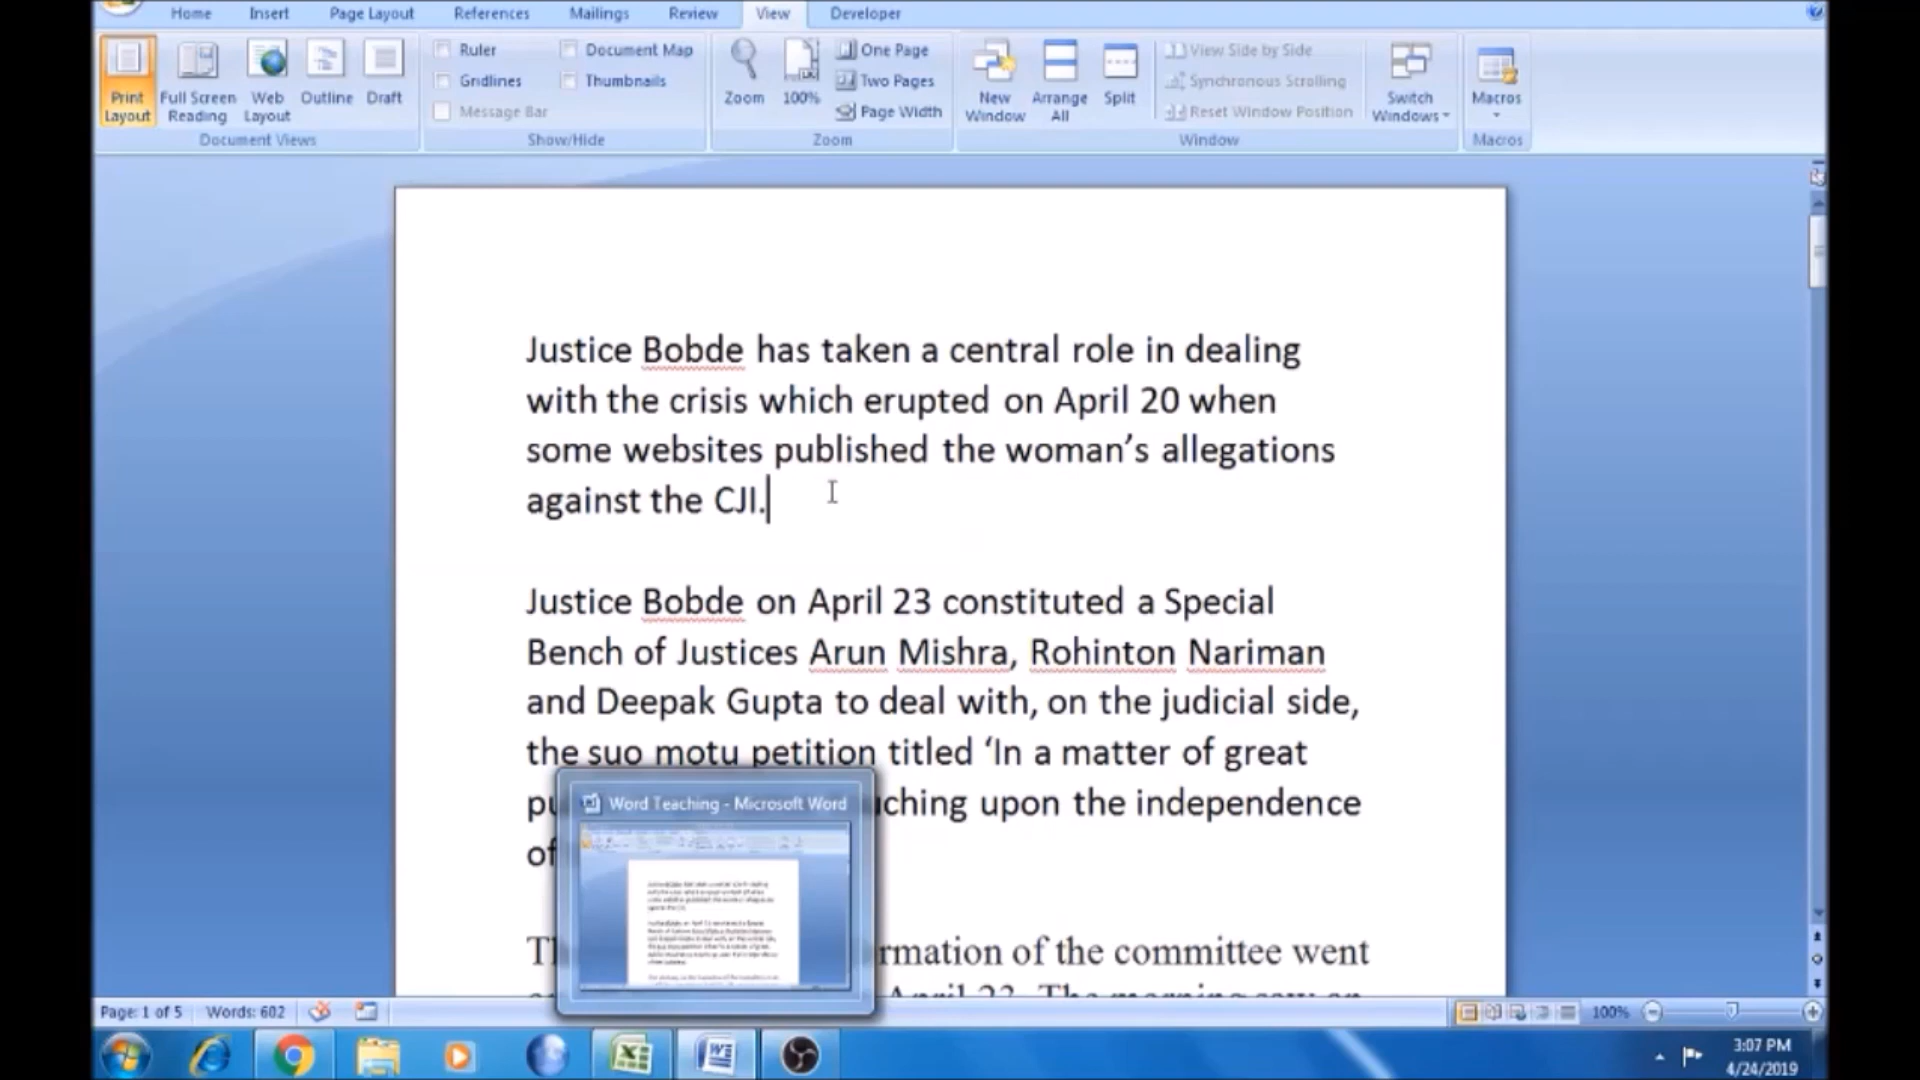 Home Insert Page Layout References Mailings Review View Developer
Ruler Document Map One Page View Side by Side
Gridlines Thumbnails Two Pages Synchronous Scrolling
Message Bar Page Width Reset Window Position
Print Layout Full Screen Reading Web Layout Outline Draft Zoom 100% New Window Arrange All Split Switch Windows Macros
Document Views Show/Hide Zoom Window Macros
Justice Bobde has taken a central role in dealing
with the crisis which erupted on April 20 when
some websites published the woman’s allegations
against the CJI.
Justice Bobde on April 23 constituted a Special
Bench of Justices Arun Mishra, Rohinton Nariman
and Deepak Gupta to deal with, on the judicial side,
the suo motu petition titled ‘In a matter of great
upon the independence
of
Word Teaching - Microsoft Word
of the committee went
Page: 1 of 5 Words: 602 100%
3:07 PM
4/24/2019